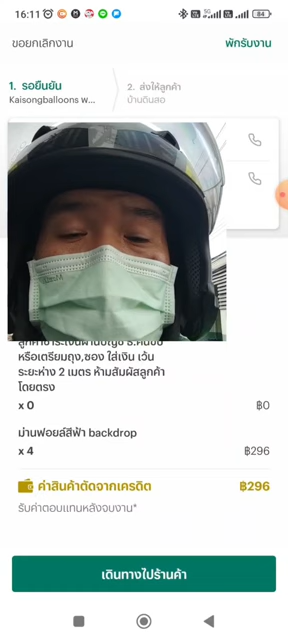 16:11
84
ขอยกเลิกงาน
พักรับงาน
1. รอยืนยัน
Kaisongballoons พ...
2. ส่งให้ลูกค้า
บ้านดินสอ
หรือเตรียมถุง,ซอง ใส่เงิน เว้น
ระยะห่าง 2 เมตร ห้ามสัมผัสลูกค้า
โดยตรง
x 0
฿0
ม่านฟอยล์สีฟ้า backdrop
x 4
฿296
ค่าสินค้าตัดจากเครดิต
฿296
รับค่าตอบแทนหลังจบงาน*
เดินทางไปร้านค้า